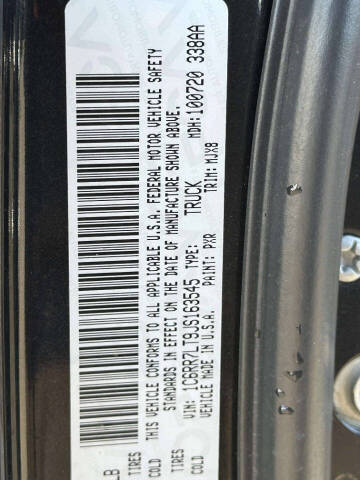 LB
TIRES
COLD
TIRES
COLD
THIS VEHICLE CONFORMS TO ALL APPLICABLE U.S.A. FEDERAL MOTOR VEHICLE SAFETY
STANDARDS IN EFFECT ON THE DATE OF MANUFACTURE SHOWN ABOVE.
VIN: 1C6RR7LT9JS163545 TYPE: TRUCK MDH:100720 338AA
VEHICLE MADE IN U.S.A. PAINT: PXR TRIM: MJX8